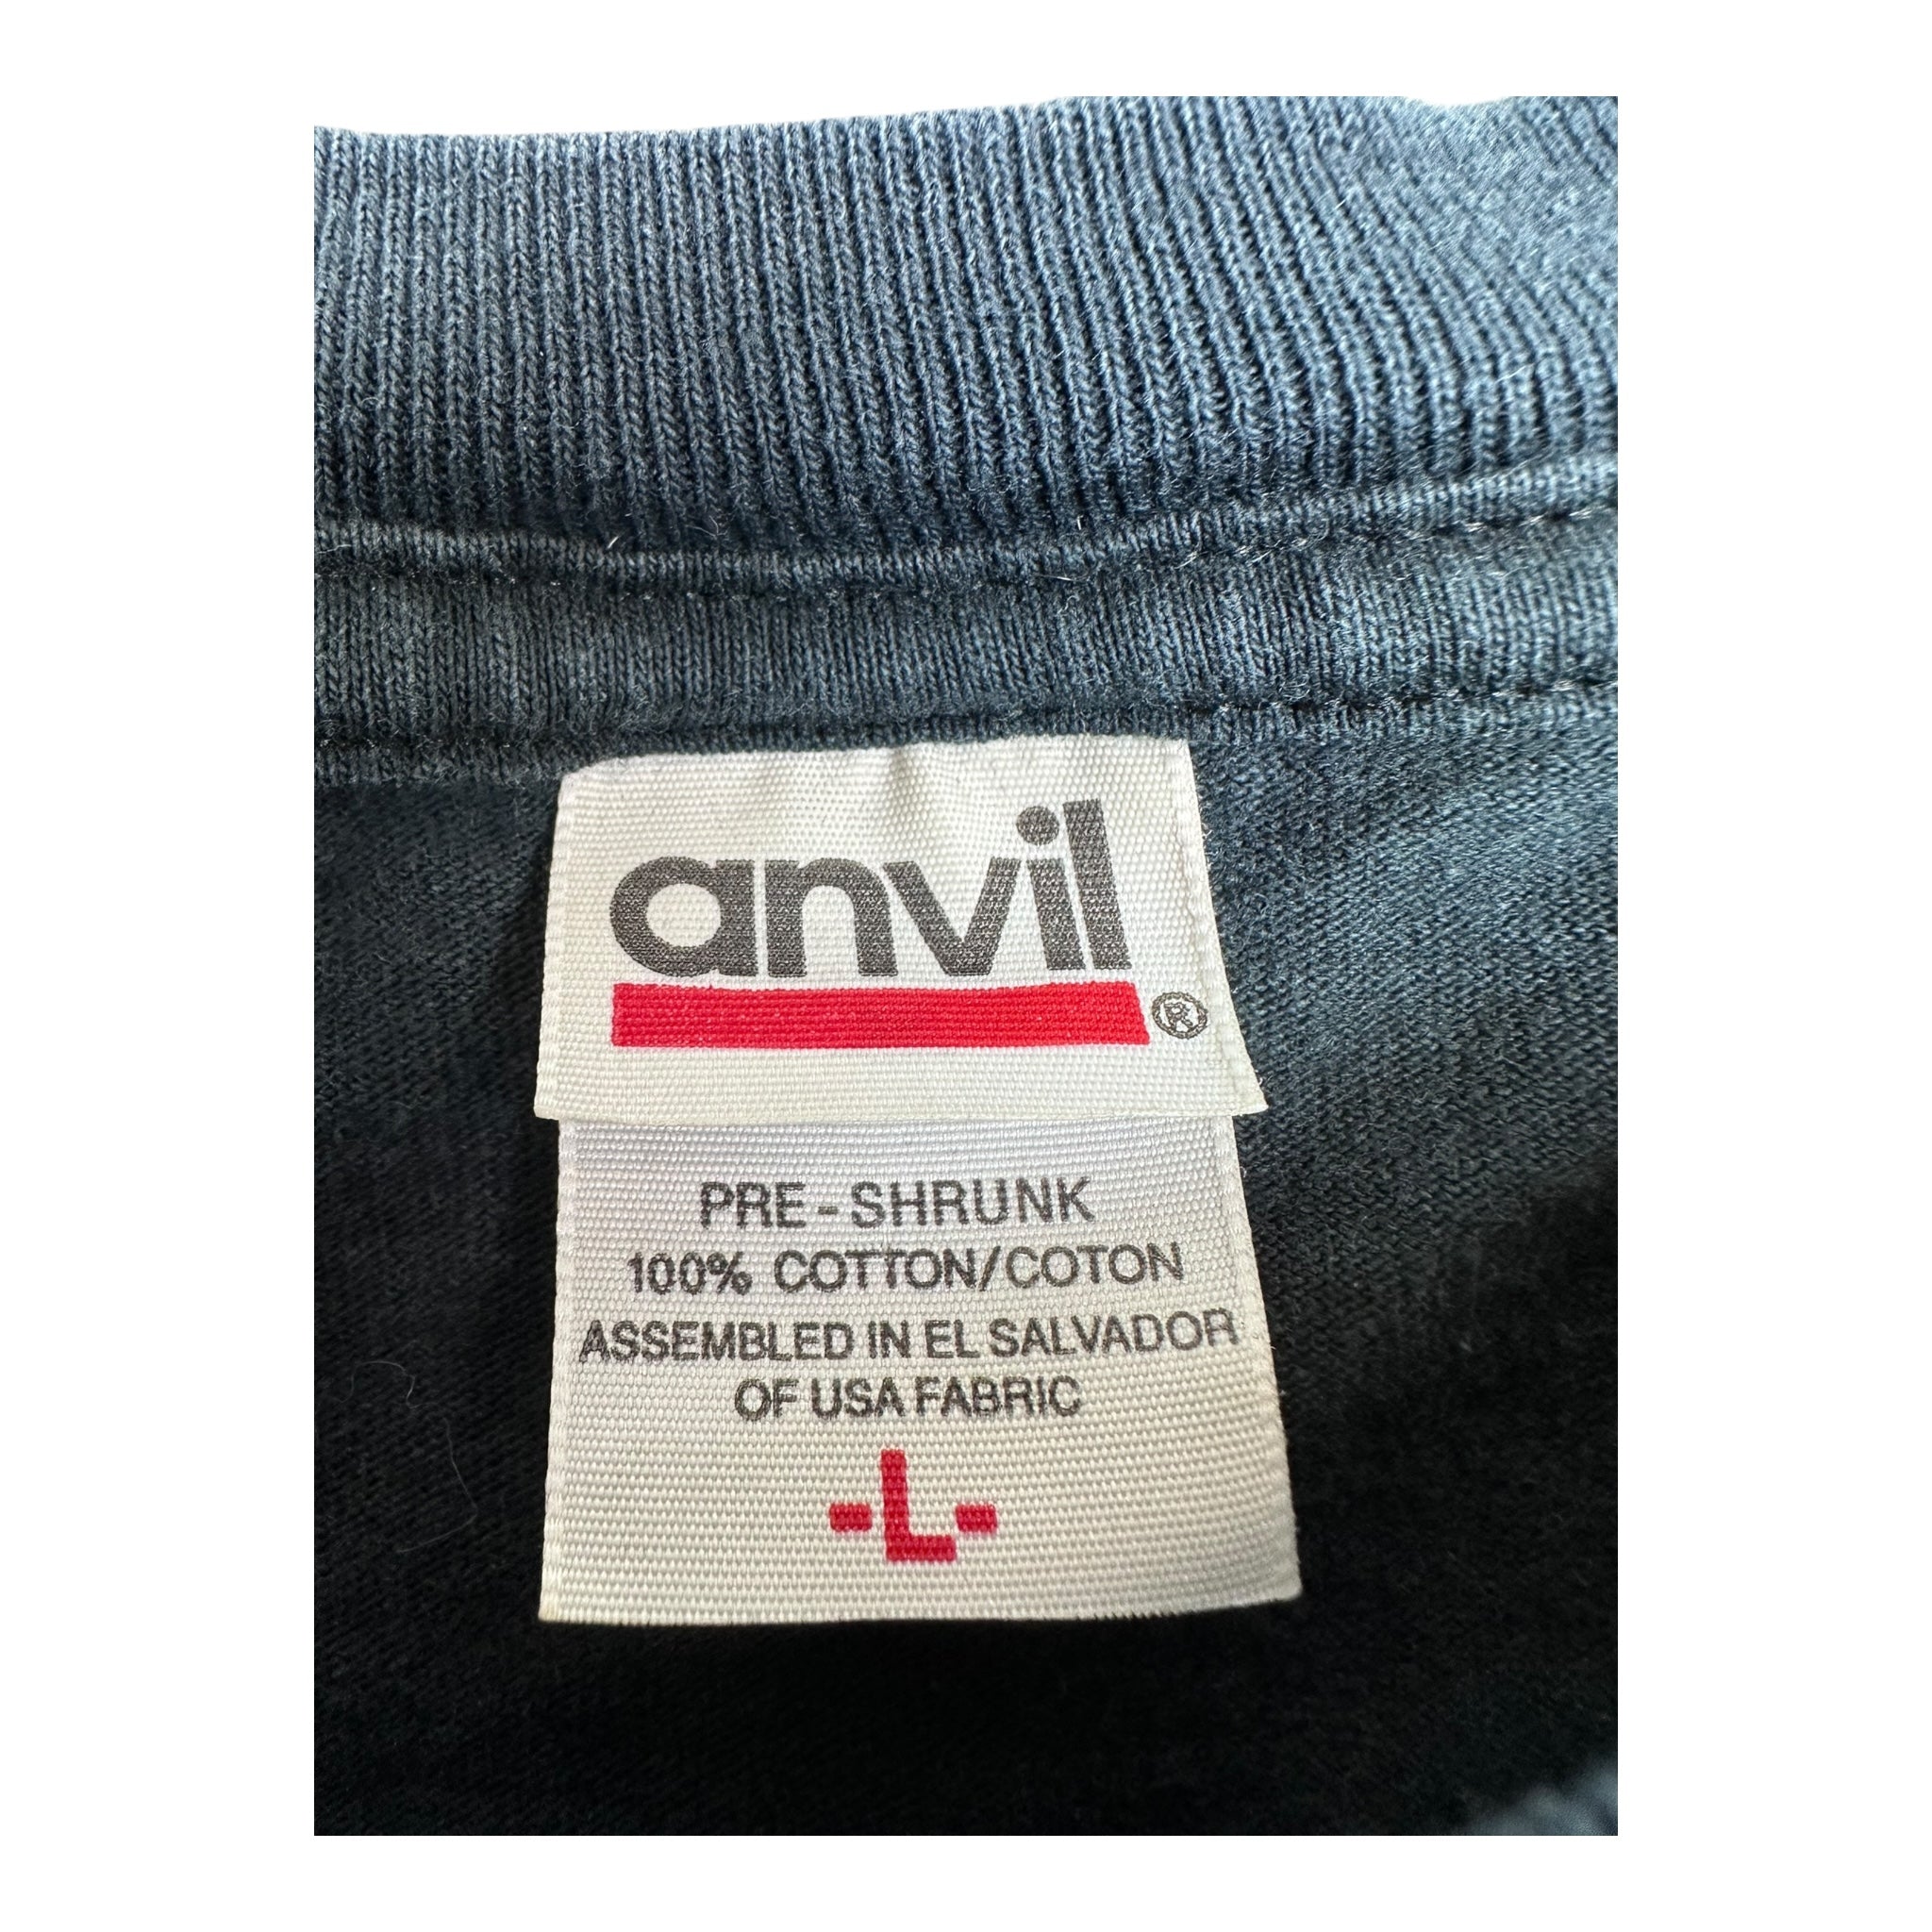 anvil®
PRE-SHRUNK
100% COTTON/COTON
ASSEMBLED IN EL SALVADOR
OF USA FABRIC
-L-